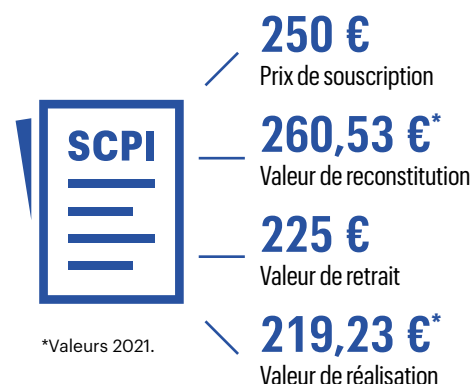 250 €
Prix de souscription
SCPI
260,53 €*
Valeur de reconstitution
225 €
Valeur de retrait
*Valeurs 2021.
219,23 €*
Valeur de réalisation